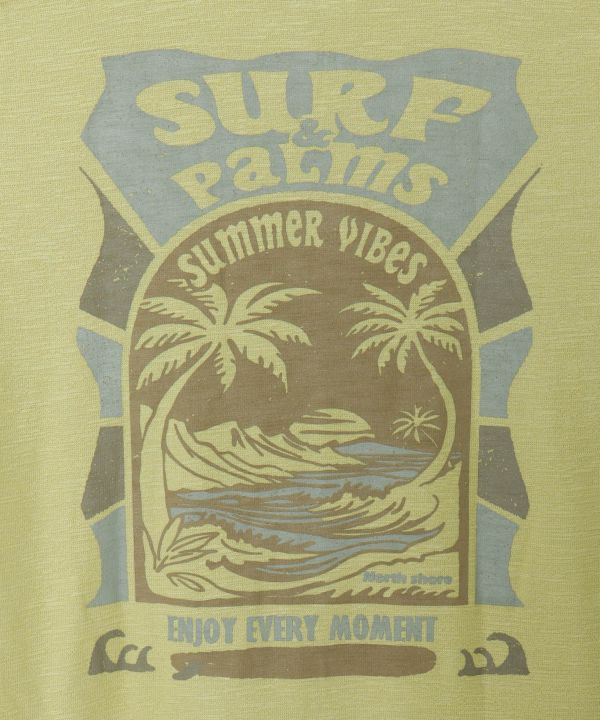 SURF
&
PaLms
SUMMER VIBES
North shore
ENJOY EVERY MOMENT